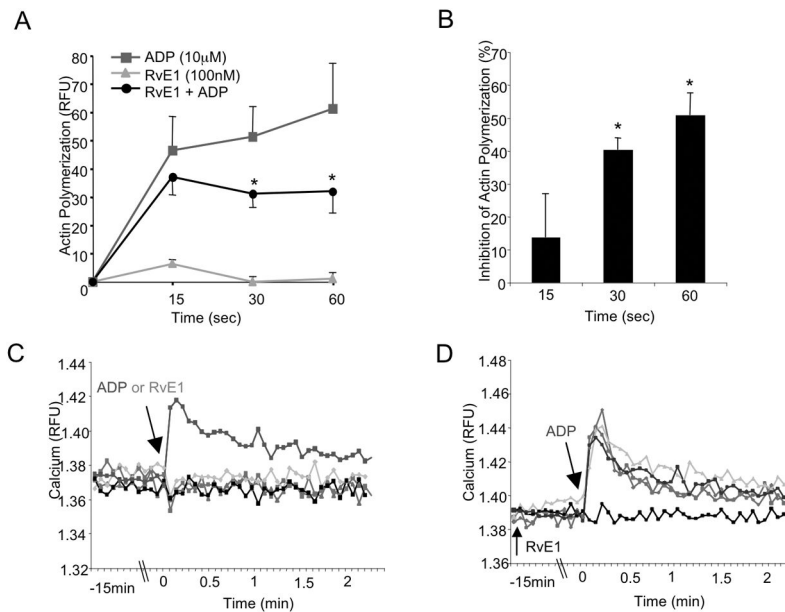 A
80
70
60
50
40
30
20
10
0
Actin Polymerization (RFU)
ADP (10µM)
RvE1 (100nM)
RvE1 + ADP
*
*
15
30
60
Time (sec)
B
70
60
50
40
30
20
10
0
Inhibition of Actin Polymerization (%)
*
*
15
30
60
Time (sec)
C
1.44
1.42
1.40
1.38
1.36
1.34
1.32
Calcium (RFU)
ADP or RvE1
-15min
0
0.5
1
1.5
2
Time (min)
D
1.48
1.46
1.44
1.42
1.40
1.38
1.36
Calcium (RFU)
ADP
RvE1
-15min
0
0.5
1
1.5
2
Time (min)